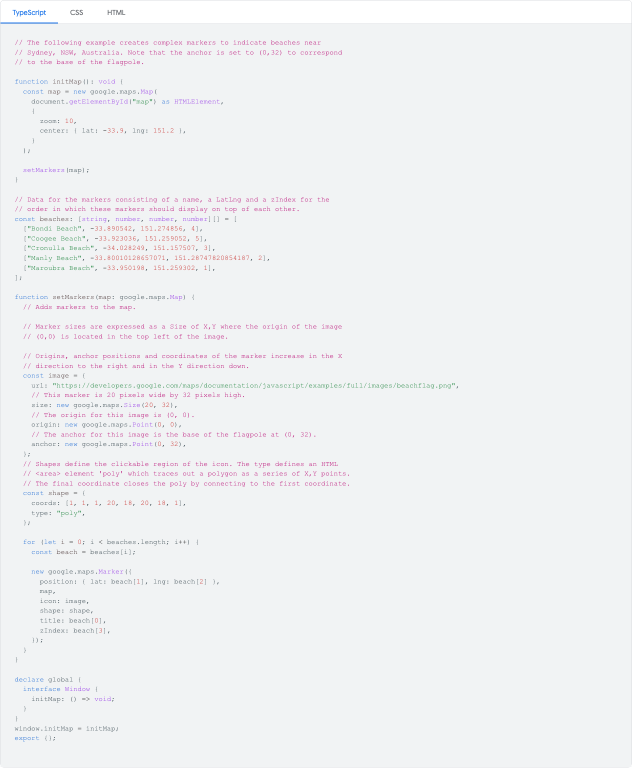 TypeScript CSS HTML
// The following example creates complex markers to indicate beaches near
// Sydney, NSW, Australia. Note that the anchor is set to (0,32) to correspond
// to the base of the flagpole.
function initMap(): void {
  const map = new google.maps.Map(
    document.getElementById("map") as HTMLElement,
    {
      zoom: 10,
      center: { lat: -33.9, lng: 151.2 },
    }
  );
  setMarkers(map);
}
// Data for the markers consisting of a name, a LatLng and a zIndex for the
// order in which these markers should display on top of each other.
const beaches: [string, number, number, number][] = [
  ["Bondi Beach", -33.890542, 151.274856, 4],
  ["Coogee Beach", -33.923036, 151.259052, 5],
  ["Cronulla Beach", -34.028249, 151.157507, 3],
  ["Manly Beach", -33.80010128657071, 151.28747820854187, 2],
  ["Maroubra Beach", -33.950198, 151.259302, 1],
];
function setMarkers(map: google.maps.Map) {
  // Adds markers to the map.
  // Marker sizes are expressed as a Size of X,Y where the origin of the image
  // (0,0) is located in the top left of the image.
  // Origins, anchor positions and coordinates of the marker increase in the X
  // direction to the right and in the Y direction down.
  const image = {
    url: "https://developers.google.com/maps/documentation/javascript/examples/full/images/beachflag.png",
    // This marker is 20 pixels wide by 32 pixels high.
    size: new google.maps.Size(20, 32),
    // The origin for this image is (0, 0).
    origin: new google.maps.Point(0, 0),
    // The anchor for this image is the base of the flagpole at (0, 32).
    anchor: new google.maps.Point(0, 32),
  };
  // Shapes define the clickable region of the icon. The type defines an HTML
  // <area> element 'poly' which traces out a polygon as a series of X,Y points.
  // The final coordinate closes the poly by connecting to the first coordinate.
  const shape = {
    coords: [1, 1, 1, 20, 18, 20, 18, 1],
    type: "poly",
  };
  for (let i = 0; i < beaches.length; i++) {
    const beach = beaches[i];
    new google.maps.Marker({
      position: { lat: beach[1], lng: beach[2] },
      map,
      icon: image,
      shape: shape,
      title: beach[0],
      zIndex: beach[3],
    });
  }
}
declare global {
  interface Window {
    initMap: () => void;
  }
}
window.initMap = initMap;
export {};